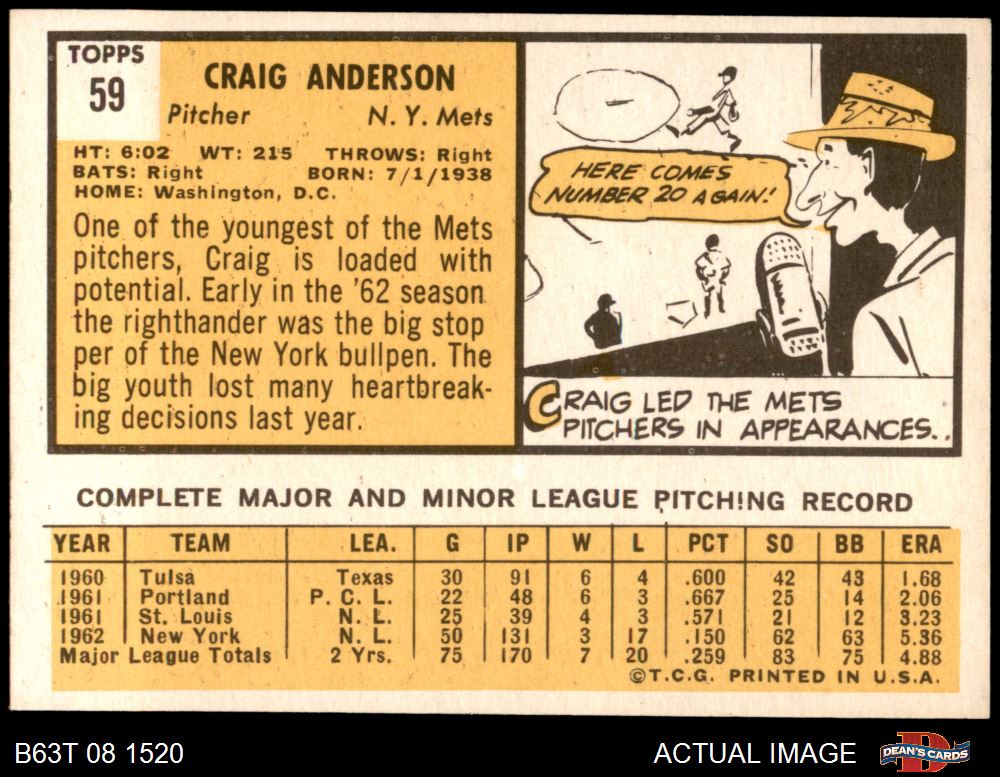 TOPPS
59
CRAIG ANDERSON
Pitcher N. Y. Mets
HT: 6:02 WT: 215 THROWS: Right
BATS: Right BORN: 7/1/1938
HOME: Washington, D.C.
One of the youngest of the Mets
pitchers, Craig is loaded with
potential. Early in the '62 season
the righthander was the big stop
per of the New York bullpen. The
big youth lost many heartbreak-
ing decisions last year.
HERE COMES
NUMBER 20 AGAIN!
CRAIG LED THE METS
PITCHERS IN APPEARANCES..
COMPLETE MAJOR AND MINOR LEAGUE PITCHING RECORD
YEAR TEAM LEA. G IP W L PCT SO BB ERA
1960 Tulsa Texas 30 91 6 4 .600 42 43 1.68
1961 Portland P. C. L. 22 48 6 3 .667 25 14 2.06
1961 St. Louis N. L. 25 39 4 3 .571 21 12 3.23
1962 New York N. L. 50 131 3 17 .150 62 63 5.36
Major League Totals 2 Yrs. 75 170 7 20 .259 83 75 4.88
©T.C.G. PRINTED IN U.S.A.
B63T 08 1520 ACTUAL IMAGE DEAN'S CARDS